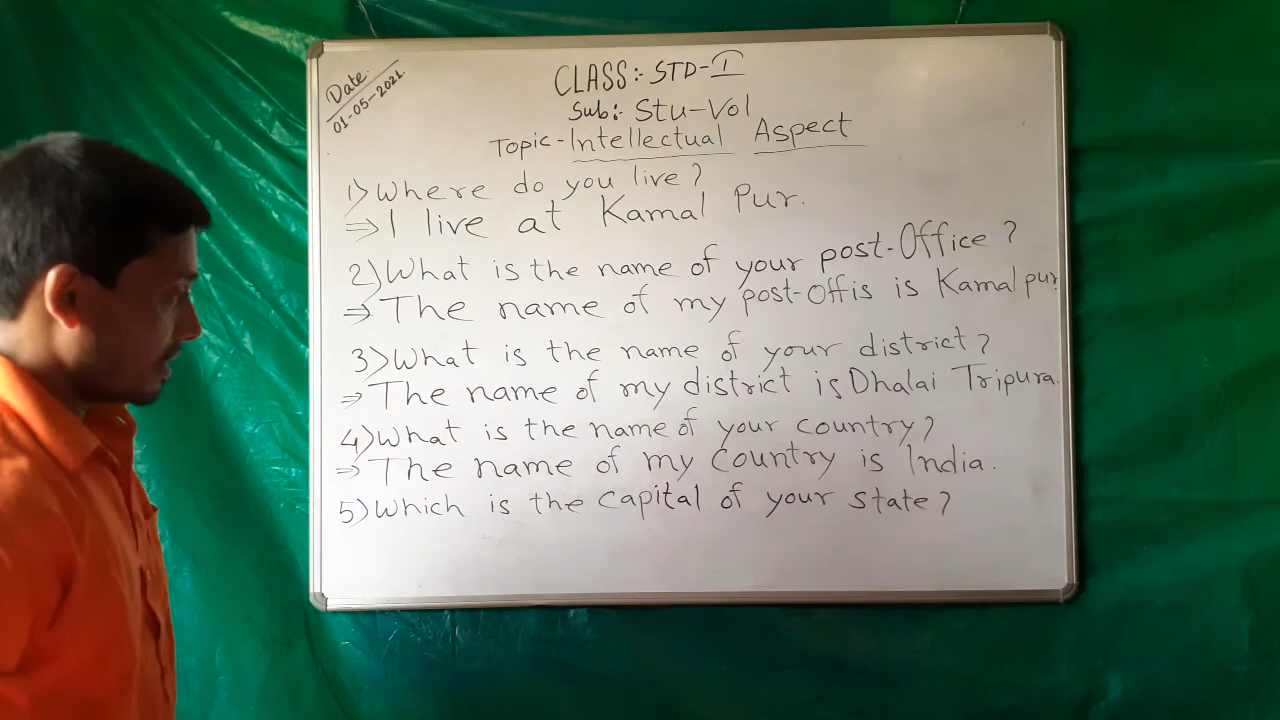 Date.
01-05-2021.
CLASS:- STD-I
Sub:- Stu-Vol
Topic-Intellectual Aspect
1) Where do you live?
⇒ I live at Kamal Pur.
2) What is the name of your post-Office?
⇒ The name of my post-offis is Kamalpur.
3) What is the name of your district?
⇒ The name of my district is Dhalai Tripura.
4) What is the name of your country?
⇒ The name of my country is India.
5) Which is the capital of your state?